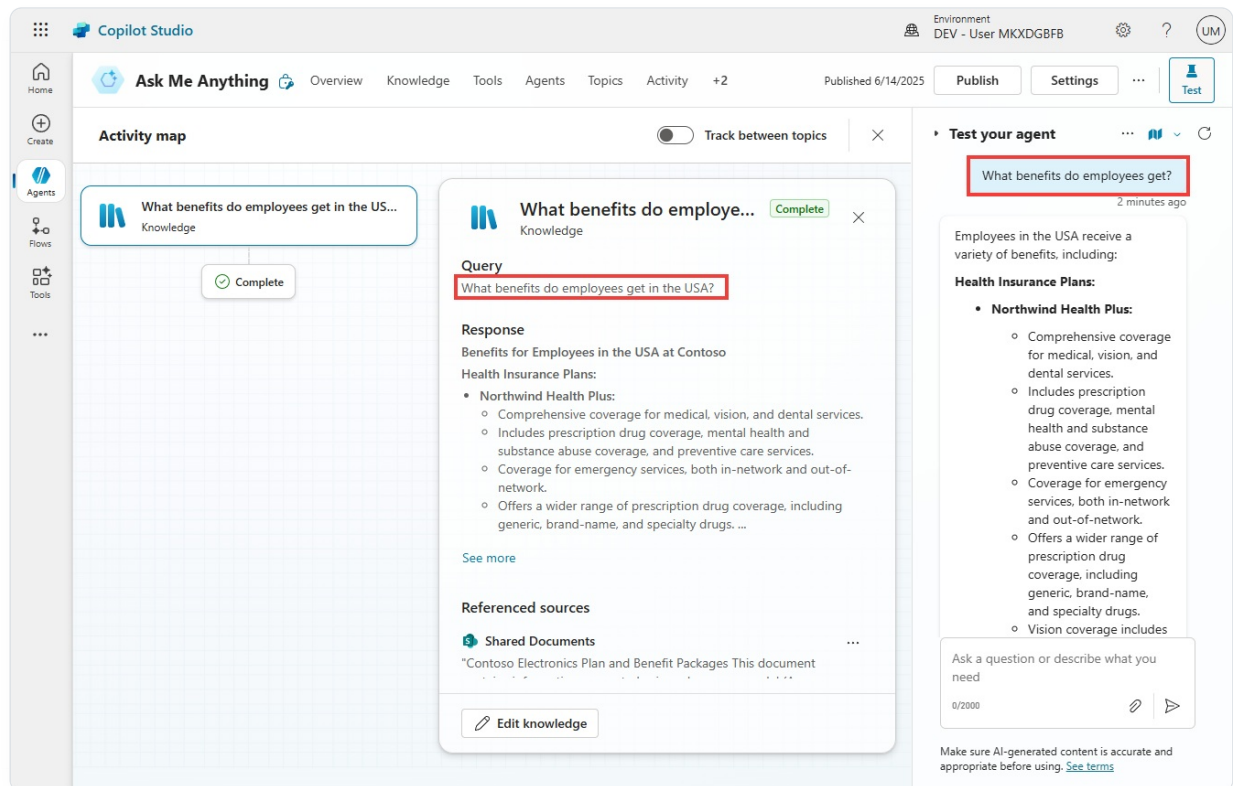 Copilot Studio
Environment
DEV - User MKXDGBFB
?
UM
Home
Create
Agents
Flows
Tools
Ask Me Anything
Overview
Knowledge
Tools
Agents
Topics
Activity
+2
Published 6/14/2025
Publish
Settings
Test
Activity map
Track between topics
What benefits do employees get in the US...
Knowledge
Complete
What benefits do employe...
Complete
Knowledge
Query
What benefits do employees get in the USA?
Response
Benefits for Employees in the USA at Contoso
Health Insurance Plans:
• Northwind Health Plus:
○ Comprehensive coverage for medical, vision, and dental services.
○ Includes prescription drug coverage, mental health and
substance abuse coverage, and preventive care services.
○ Coverage for emergency services, both in-network and out-of-
network.
○ Offers a wider range of prescription drug coverage, including
generic, brand-name, and specialty drugs. ...
See more
Referenced sources
Shared Documents
"Contoso Electronics Plan and Benefit Packages This document
Edit knowledge
Test your agent
What benefits do employees get?
2 minutes ago
Employees in the USA receive a
variety of benefits, including:
Health Insurance Plans:
• Northwind Health Plus:
○ Comprehensive coverage
for medical, vision, and
dental services.
○ Includes prescription
drug coverage, mental
health and substance
abuse coverage, and
preventive care services.
○ Coverage for emergency
services, both in-network
and out-of-network.
○ Offers a wider range of
prescription drug
coverage, including
generic, brand-name,
and specialty drugs.
○ Vision coverage includes
Ask a question or describe what you
need
0/2000
Make sure AI-generated content is accurate and
appropriate before using. See terms